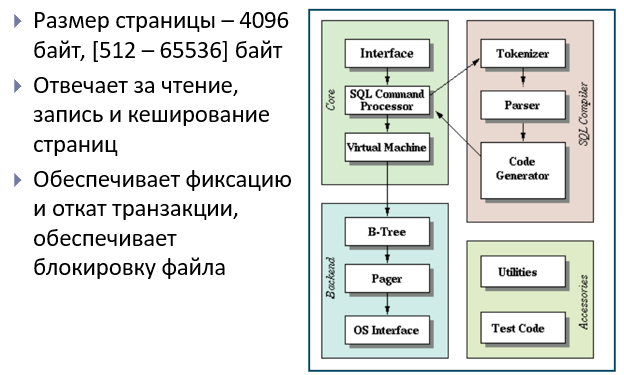 Размер страницы – 4096
байт, [512 – 65536] байт
Отвечает за чтение,
запись и кеширование
страниц
Обеспечивает фиксацию
и откат транзакции,
обеспечивает
блокировку файла
Core
Interface
SQL Command
Processor
Virtual Machine
Tokenizer
Parser
Code
Generator
SQL Compiler
Backend
B-Tree
Pager
OS Interface
Utilities
Test Code
Accessories